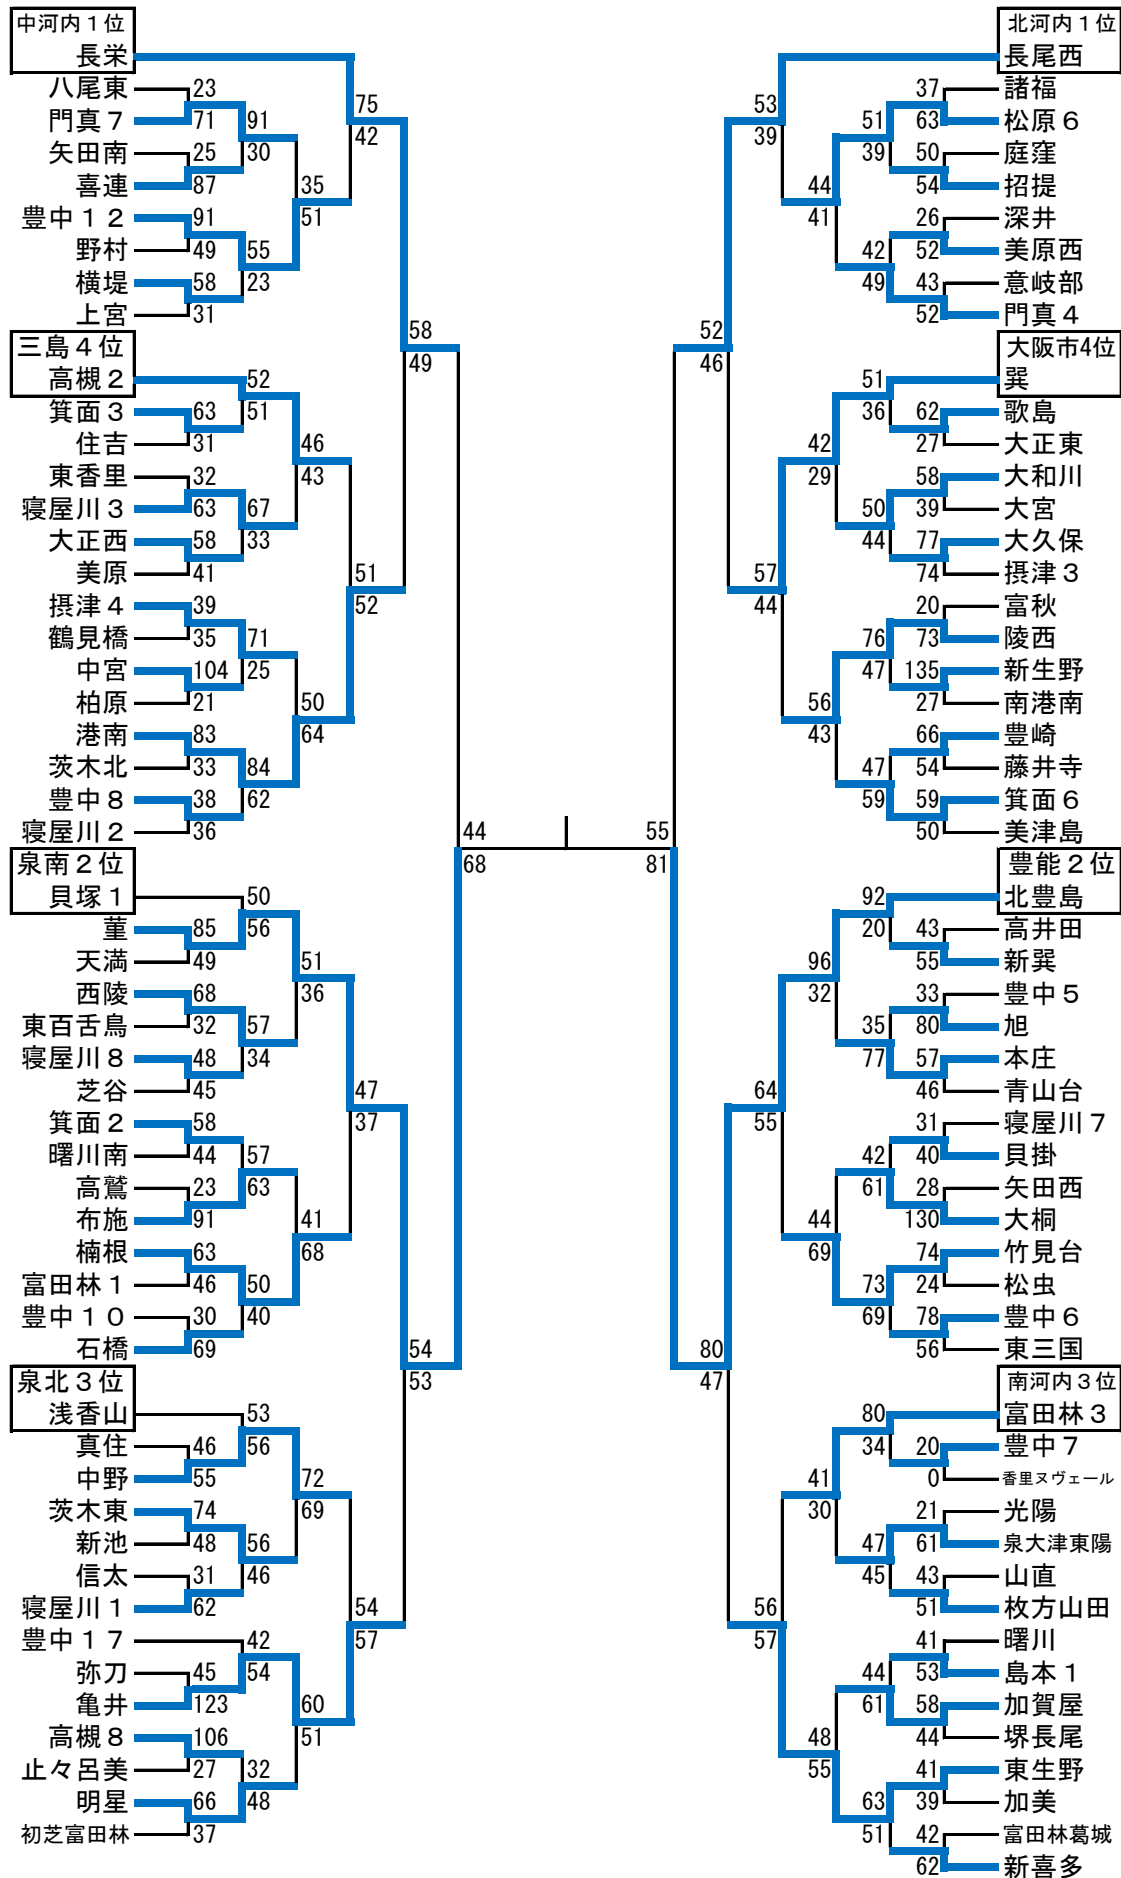 中河内１位
長栄
八尾東
23
門真７
71
91
矢田南
25
30
喜連
87
35
75
42
豊中１２
91
51
野村
49
55
横堤
58
23
上宮
31
58
49
三島４位
高槻２
52
箕面３
63
51
住吉
31
46
43
東香里
32
寝屋川３
63
67
大正西
58
33
美原
41
51
52
摂津４
39
鶴見橋
35
71
中宮
104
25
柏原
21
50
64
港南
83
茨木北
33
84
豊中８
38
62
寝屋川２
36
44
68
泉南２位
貝塚１
50
菫
85
56
天満
49
51
36
西陵
68
東百舌鳥
32
57
寝屋川８
48
34
芝谷
45
47
37
箕面２
58
曙川南
44
57
高鷲
23
63
布施
91
41
68
楠根
63
富田林１
46
50
豊中１０
30
40
石橋
69
54
53
泉北３位
浅香山
53
真住
46
56
中野
55
72
69
茨木東
74
新池
48
56
信太
31
46
寝屋川１
62
54
57
豊中１７
42
弥刀
45
54
亀井
123
60
51
高槻８
106
止々呂美
27
32
明星
66
48
初芝富田林
37
北河内１位
長尾西
53
39
37
諸福
51
63
松原６
39
50
庭窪
54
招提
44
41
26
深井
42
52
美原西
49
43
意岐部
52
門真４
52
46
大阪市4位
巽
51
36
62
歌島
27
大正東
42
29
58
大和川
50
39
大宮
44
77
大久保
74
摂津３
57
44
20
富秋
76
73
陵西
47
135
新生野
27
南港南
56
43
66
豊崎
47
54
藤井寺
59
59
箕面６
50
美津島
55
81
豊能２位
北豊島
92
20
43
高井田
55
新巽
96
32
33
豊中５
35
80
旭
77
57
本庄
46
青山台
64
55
31
寝屋川７
42
40
貝掛
61
28
矢田西
130
大桐
44
69
74
竹見台
73
24
松虫
69
78
豊中６
56
東三国
80
47
南河内３位
富田林３
80
34
20
豊中７
0
香里ヌヴェール
41
30
21
光陽
47
61
泉大津東陽
45
43
山直
51
枚方山田
56
57
41
曙川
44
53
島本１
61
58
加賀屋
44
堺長尾
48
55
41
東生野
63
39
加美
51
42
富田林葛城
62
新喜多